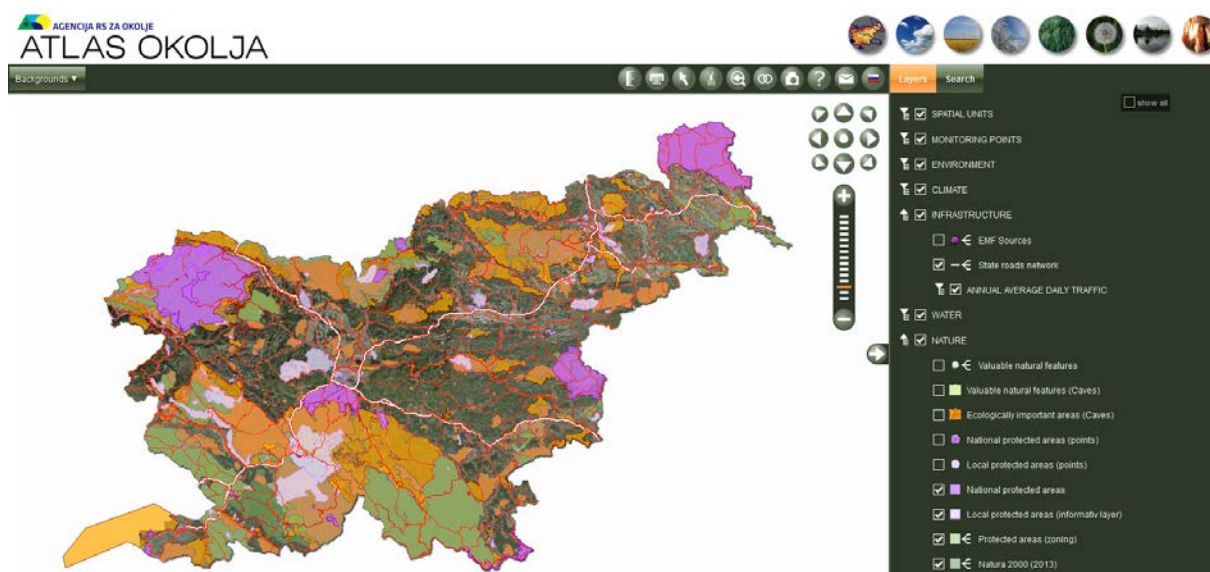 AGENCIJA RS ZA OKOLJE
ATLAS OKOLJA
Backgrounds ▼
Layers
Search
show all
SPATIAL UNITS
MONITORING POINTS
ENVIRONMENT
CLIMATE
INFRASTRUCTURE
EMF Sources
State roads network
ANNUAL AVERAGE DAILY TRAFFIC
WATER
NATURE
Valuable natural features
Valuable natural features (Caves)
Ecologically important areas (Caves)
National protected areas (points)
Local protected areas (points)
National protected areas
Local protected areas (informativ layer)
Protected areas (zoning)
Natura 2000 (2013)